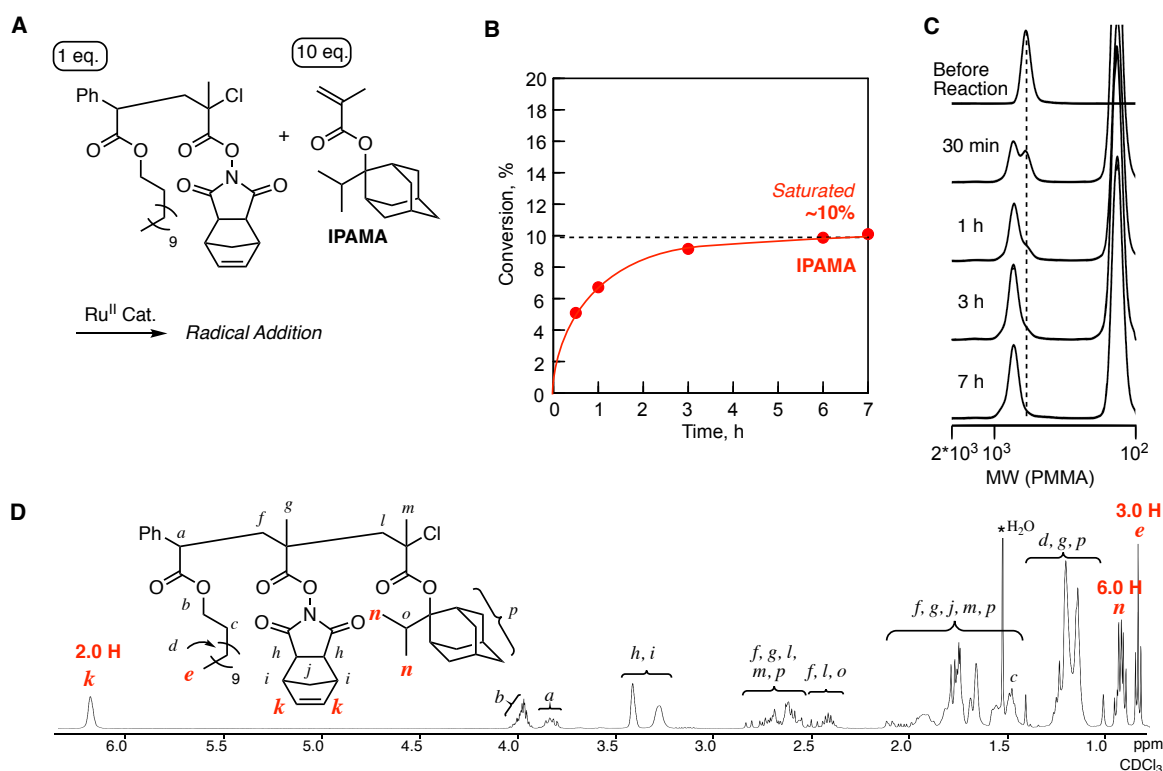 A
1 eq.
10 eq.
Ph
Cl
O
O
O
O
N
O
O
9
+
O
O
IPAMA
Ru^II Cat.
Radical Addition
B
Conversion, %
20
18
16
14
12
10
8
6
4
2
0
Saturated
~10%
IPAMA
0 1 2 3 4 5 6 7
Time, h
C
Before
Reaction
30 min
1 h
3 h
7 h
2*10^3 10^3 10^2
MW (PMMA)
D
Ph
a
f
g
l
m
Cl
O
O
O
O
O
O
b
c
d
e
9
N
O
O
h
h
j
i
i
k
k
n
o
n
p
2.0 H
k
b
a
h, i
f, g, l,
m, p
f, l, o
f, g, j, m, p
c
*H2O
d, g, p
6.0 H
n
3.0 H
e
6.0 5.5 5.0 4.5 4.0 3.5 3.0 2.5 2.0 1.5 1.0 ppm
CDCl3